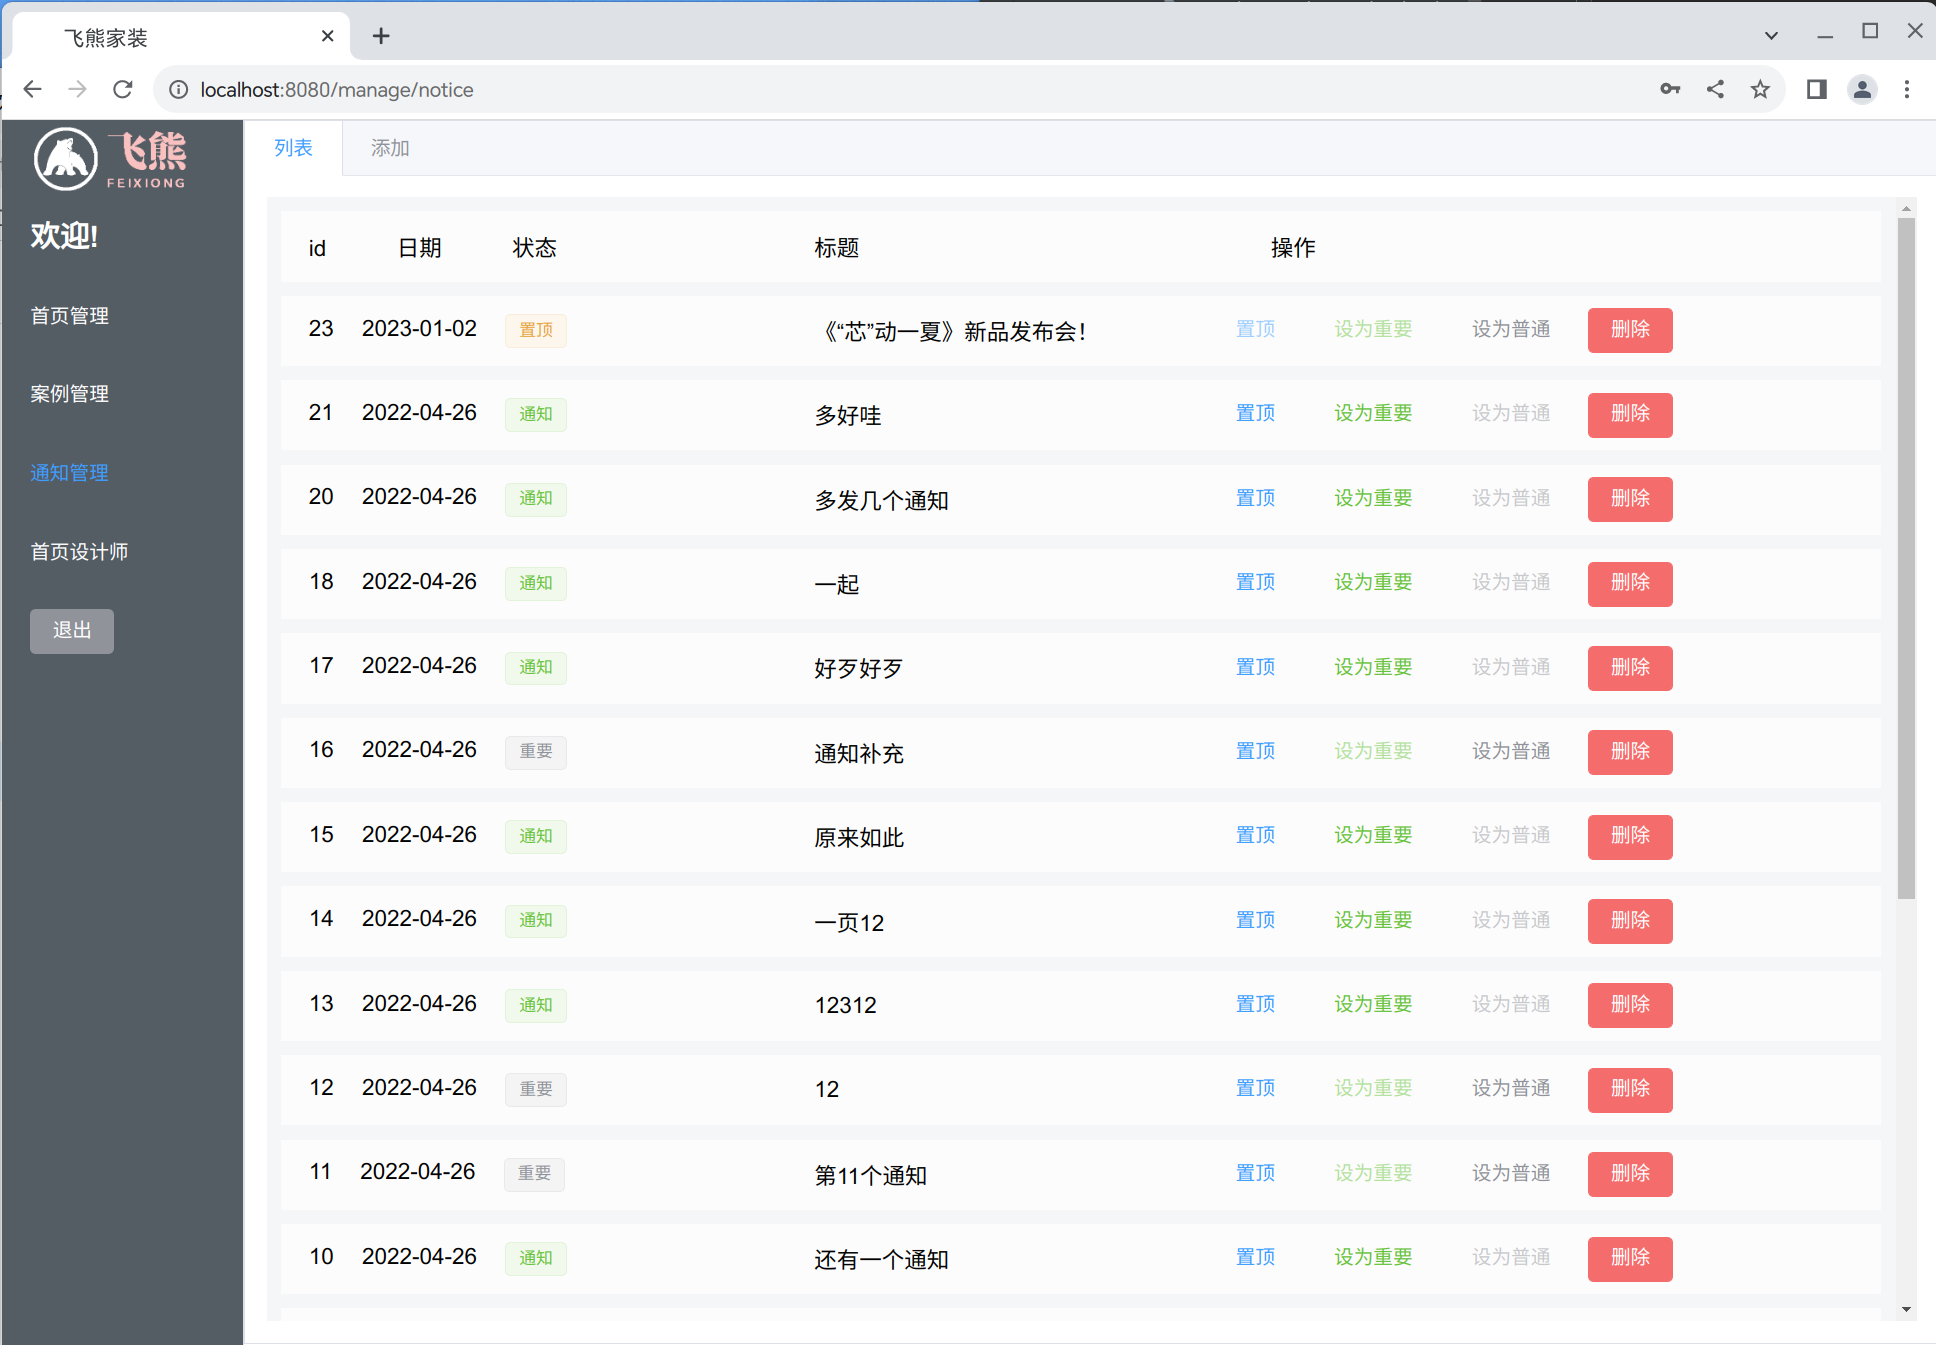 飞熊家装
localhost:8080/manage/notice
飞熊
FEIXIONG
欢迎!
首页管理
案例管理
通知管理
首页设计师
退出
列表 添加
id 日期 状态 标题 操作
23 2023-01-02 置顶 《“芯”动一夏》新品发布会! 置顶 设为重要 设为普通 删除
21 2022-04-26 通知 多好哇 置顶 设为重要 设为普通 删除
20 2022-04-26 通知 多发几个通知 置顶 设为重要 设为普通 删除
18 2022-04-26 通知 一起 置顶 设为重要 设为普通 删除
17 2022-04-26 通知 好歹好歹 置顶 设为重要 设为普通 删除
16 2022-04-26 重要 通知补充 置顶 设为重要 设为普通 删除
15 2022-04-26 通知 原来如此 置顶 设为重要 设为普通 删除
14 2022-04-26 通知 一页12 置顶 设为重要 设为普通 删除
13 2022-04-26 通知 12312 置顶 设为重要 设为普通 删除
12 2022-04-26 重要 12 置顶 设为重要 设为普通 删除
11 2022-04-26 重要 第11个通知 置顶 设为重要 设为普通 删除
10 2022-04-26 通知 还有一个通知 置顶 设为重要 设为普通 删除